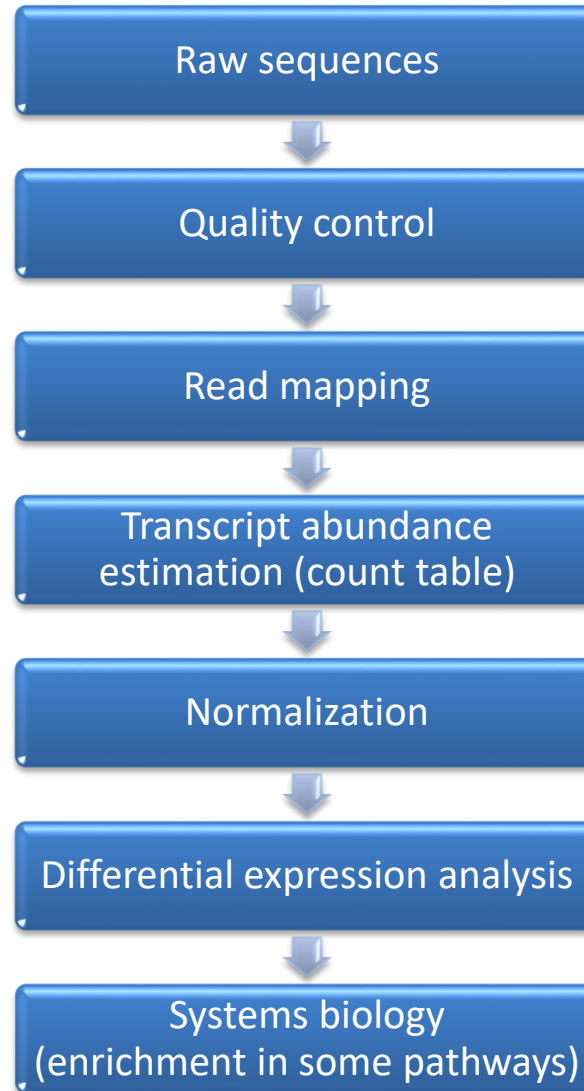 Raw sequences
Quality control
Read mapping
Transcript abundance
estimation (count table)
Normalization
Differential expression analysis
Systems biology
(enrichment in some pathways)